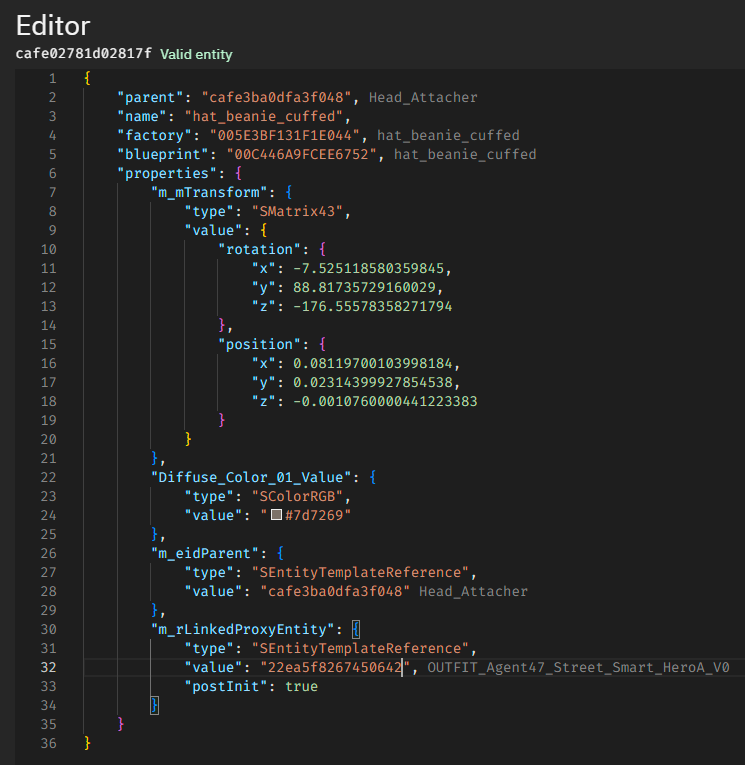 Editor
cafe02781d02817f Valid entity
1 {
2 "parent": "cafe3ba0dfa3f048", Head_Attacher
3 "name": "hat_beanie_cuffed",
4 "factory": "005E3BF131F1E044", hat_beanie_cuffed
5 "blueprint": "00C446A9FCEE6752", hat_beanie_cuffed
6 "properties": {
7 "m_mTransform": {
8 "type": "SMatrix43",
9 "value": {
10 "rotation": {
11 "x": -7.525118580359845,
12 "y": 88.81735729160029,
13 "z": -176.55578358271794
14 },
15 "position": {
16 "x": 0.08119700103998184,
17 "y": 0.02314399927854538,
18 "z": -0.0010760000441223383
19 }
20 }
21 },
22 "Diffuse_Color_01_Value": {
23 "type": "SColorRGB",
24 "value": "#7d7269"
25 },
26 "m_eidParent": {
27 "type": "SEntityTemplateReference",
28 "value": "cafe3ba0dfa3f048" Head_Attacher
29 },
30 "m_rLinkedProxyEntity": {
31 "type": "SEntityTemplateReference",
32 "value": "22ea5f8267450642", OUTFIT_Agent47_Street_Smart_HeroA_V0
33 "postInit": true
34 }
35 }
36 }